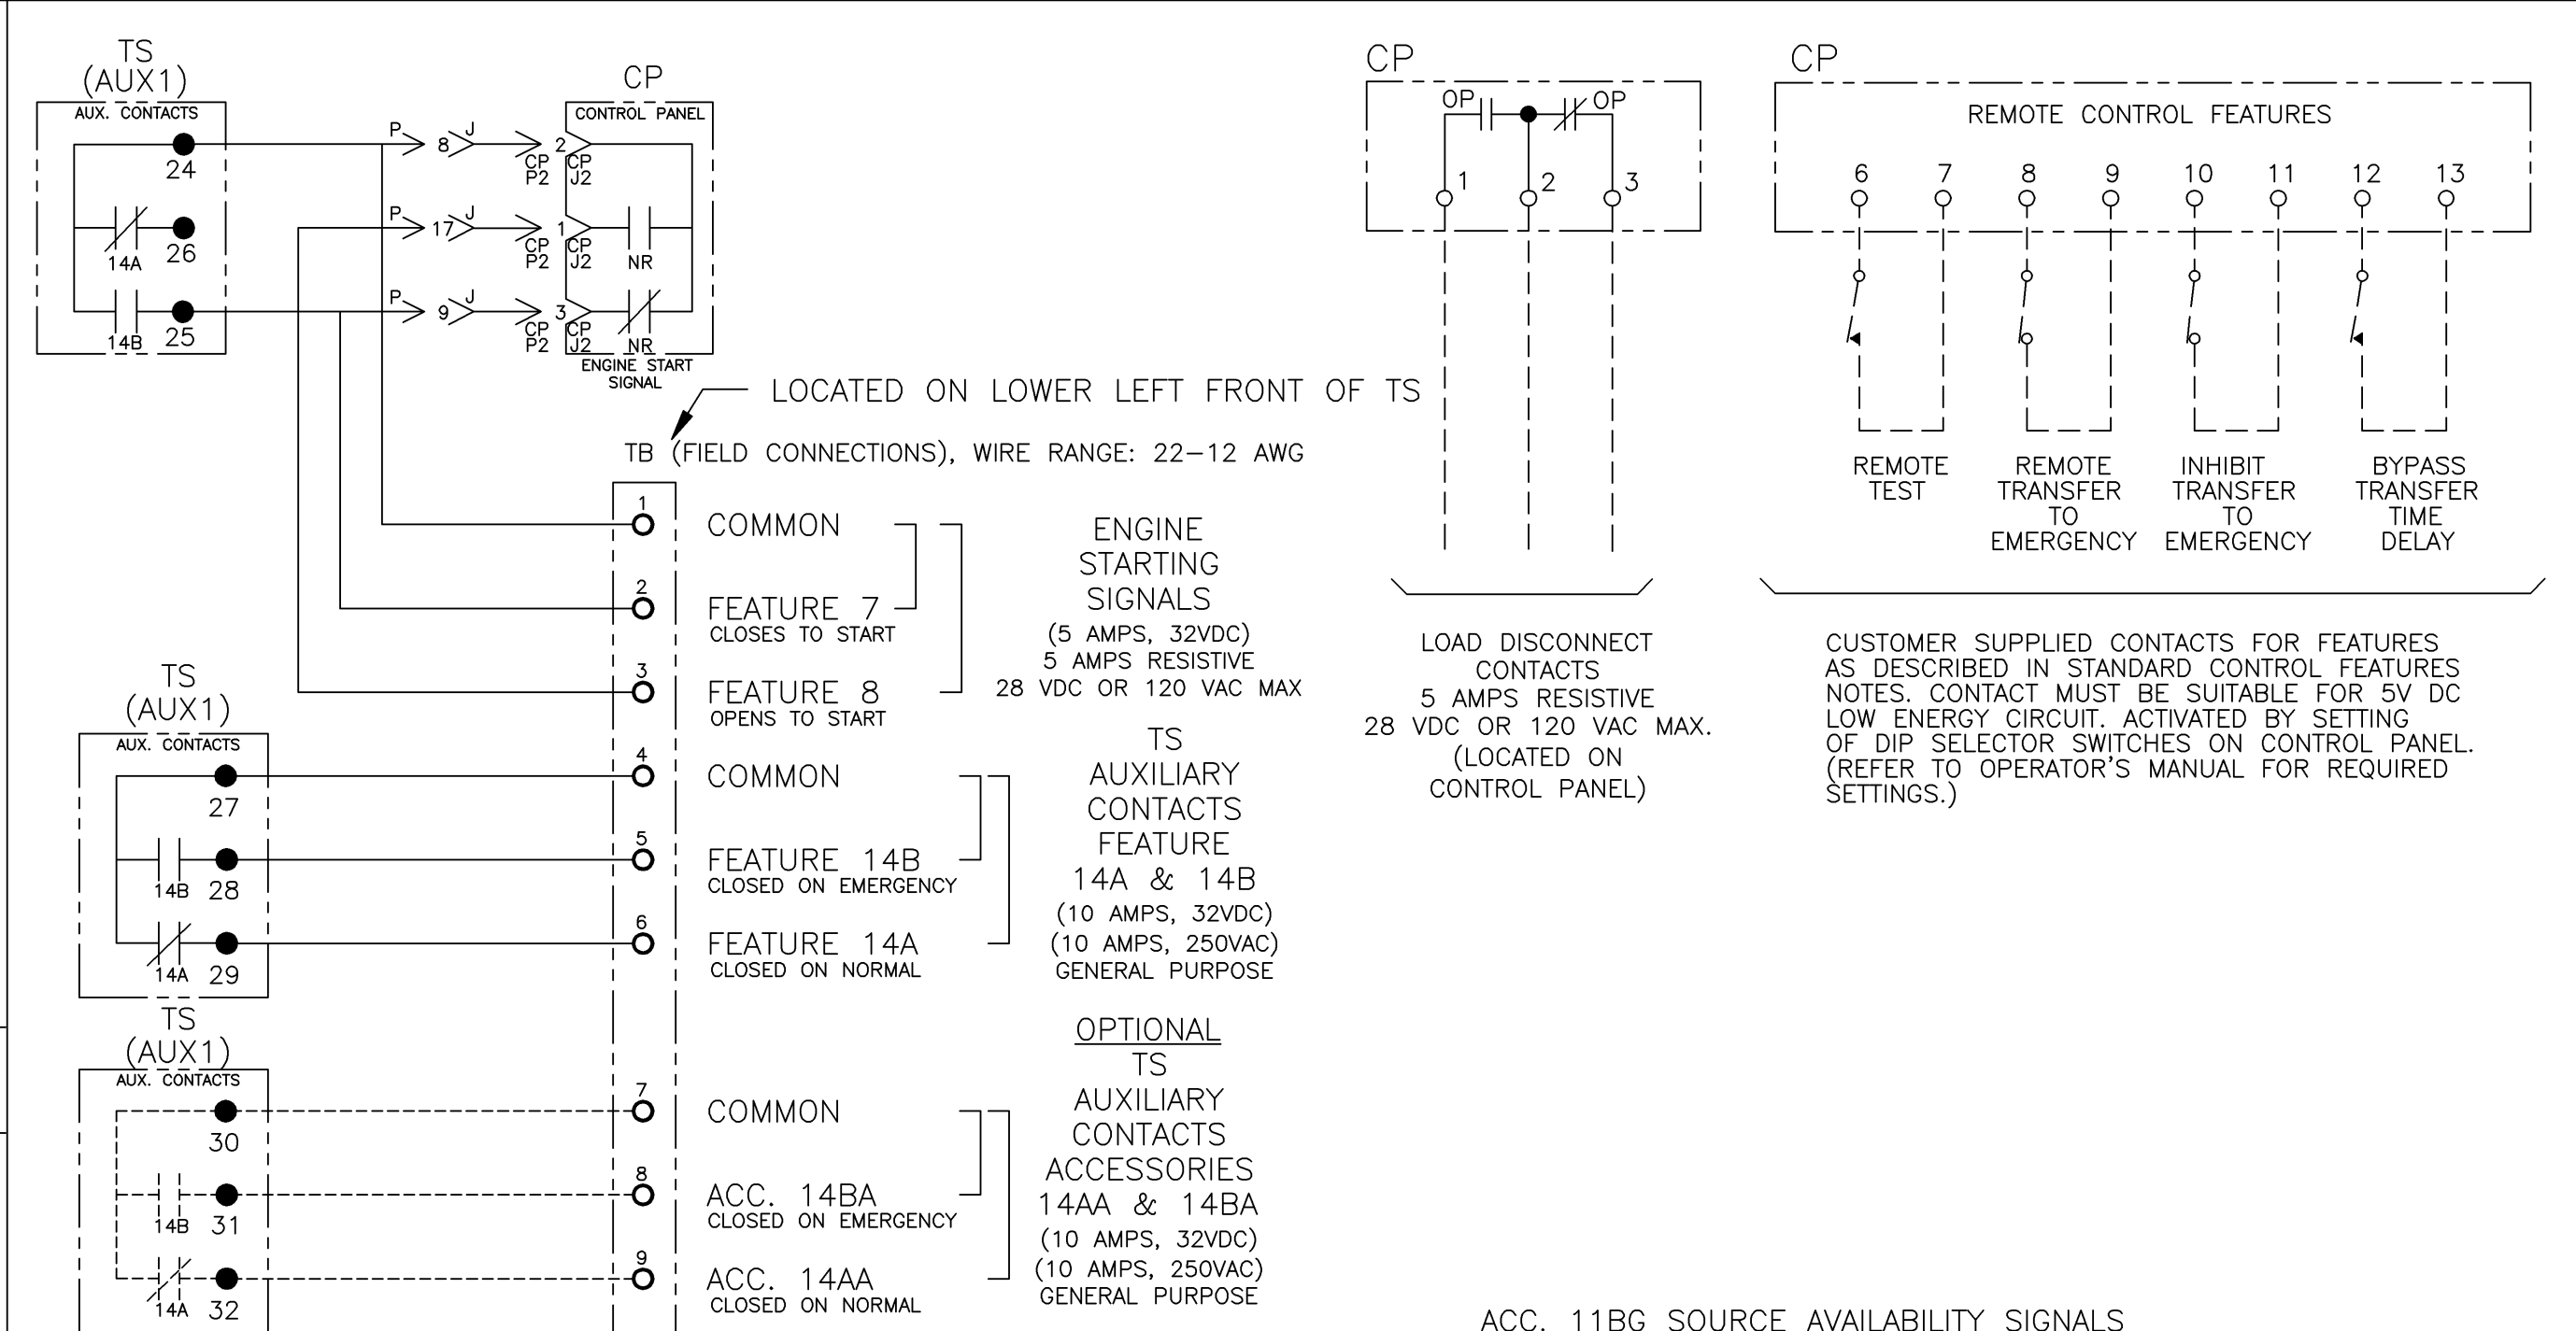 TS
(AUX1)
AUX. CONTACTS
24
26
14A
25
14B
P
8
J
2
CP
P2
CP
J2
P
17
J
1
CP
P2
CP
J2
NR
P
9
J
3
CP
P2
CP
J2
NR
CP
CONTROL PANEL
ENGINE START
SIGNAL
LOCATED ON LOWER LEFT FRONT OF TS
TB (FIELD CONNECTIONS), WIRE RANGE: 22-12 AWG
1
COMMON
2
FEATURE 7
CLOSES TO START
3
FEATURE 8
OPENS TO START
ENGINE
STARTING
SIGNALS
(5 AMPS, 32VDC)
5 AMPS RESISTIVE
28 VDC OR 120 VAC MAX
TS
(AUX1)
AUX. CONTACTS
27
14B
28
14A
29
4
COMMON
5
FEATURE 14B
CLOSED ON EMERGENCY
6
FEATURE 14A
CLOSED ON NORMAL
TS
AUXILIARY
CONTACTS
FEATURE
14A & 14B
(10 AMPS, 32VDC)
(10 AMPS, 250VAC)
GENERAL PURPOSE
TS
(AUX1)
AUX. CONTACTS
30
14B
31
14A
32
7
COMMON
8
ACC. 14BA
CLOSED ON EMERGENCY
9
ACC. 14AA
CLOSED ON NORMAL
OPTIONAL
TS
AUXILIARY
CONTACTS
ACCESSORIES
14AA & 14BA
(10 AMPS, 32VDC)
(10 AMPS, 250VAC)
GENERAL PURPOSE
CP
OP
OP
1
2
3
LOAD DISCONNECT
CONTACTS
5 AMPS RESISTIVE
28 VDC OR 120 VAC MAX.
(LOCATED ON
CONTROL PANEL)
CP
REMOTE CONTROL FEATURES
6 7 8 9 10 11 12 13
REMOTE
TEST
REMOTE
TRANSFER
TO
EMERGENCY
INHIBIT
TRANSFER
TO
EMERGENCY
BYPASS
TRANSFER
TIME
DELAY
CUSTOMER SUPPLIED CONTACTS FOR FEATURES
AS DESCRIBED IN STANDARD CONTROL FEATURES
NOTES. CONTACT MUST BE SUITABLE FOR 5V DC
LOW ENERGY CIRCUIT. ACTIVATED BY SETTING
OF DIP SELECTOR SWITCHES ON CONTROL PANEL.
(REFER TO OPERATOR'S MANUAL FOR REQUIRED
SETTINGS.)
ACC. 11BG SOURCE AVAILABILITY SIGNALS